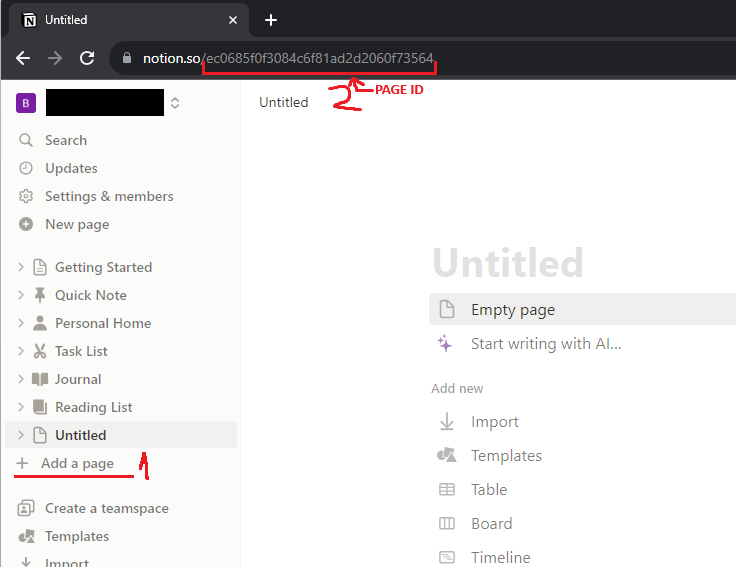 Untitled
notion.so/ec0685f0f3084c6f81ad2d2060f73564
2 PAGE ID
B
Untitled
Search
Updates
Settings & members
New page
Getting Started
Quick Note
Personal Home
Task List
Journal
Reading List
Untitled
Add a page
1
Create a teamspace
Templates
Import
Untitled
Empty page
Start writing with AI...
Add new
Import
Templates
Table
Board
Timeline